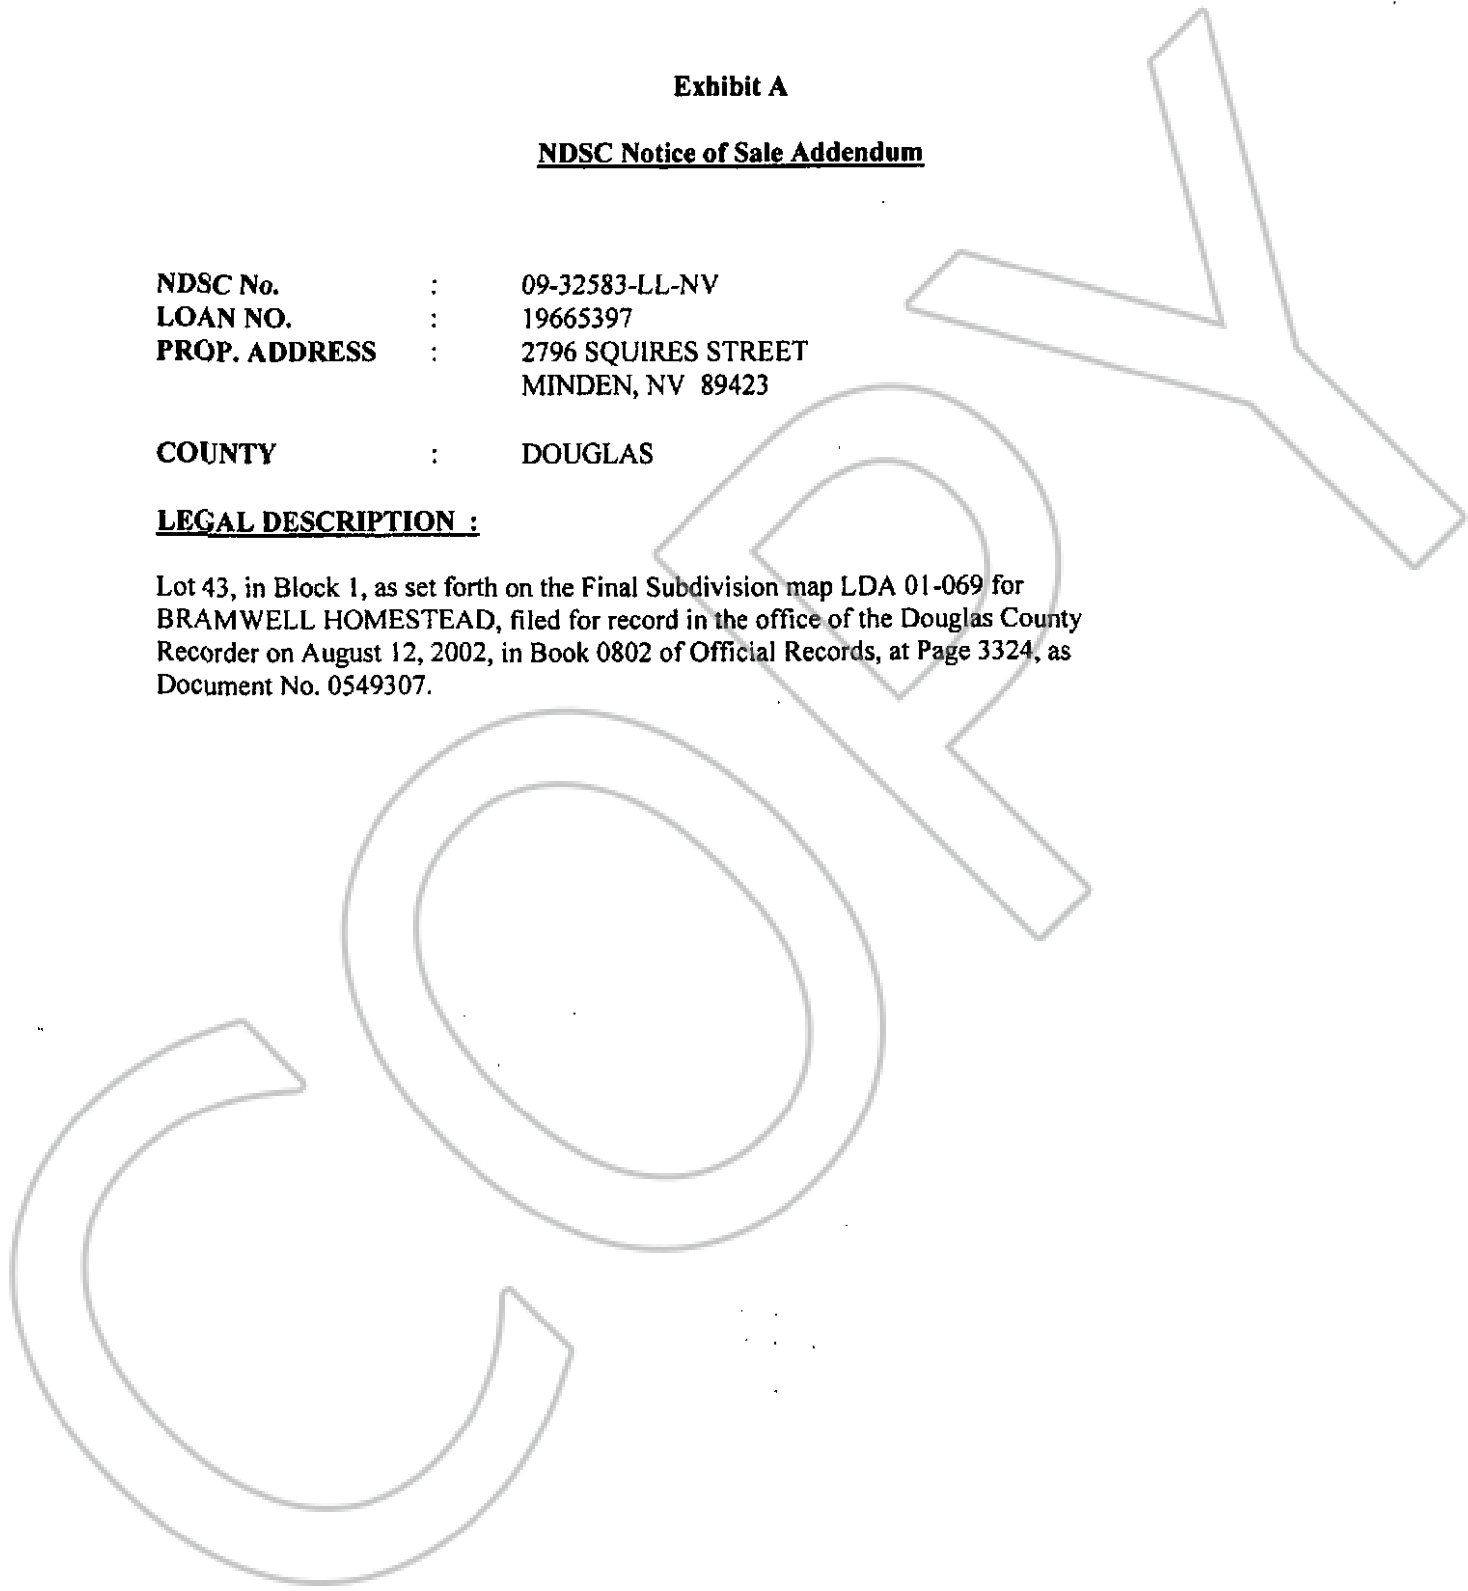 Exhibit A
NDSC Notice of Sale Addendum
NDSC No. : 09-32583-LL-NV
LOAN NO. : 19665397
PROP. ADDRESS : 2796 SQUIRES STREET
MINDEN, NV 89423
COUNTY : DOUGLAS
LEGAL DESCRIPTION :
Lot 43, in Block 1, as set forth on the Final Subdivision map LDA 01-069 for
BRAMWELL HOMESTEAD, filed for record in the office of the Douglas County
Recorder on August 12, 2002, in Book 0802 of Official Records, at Page 3324, as
Document No. 0549307.
COPY